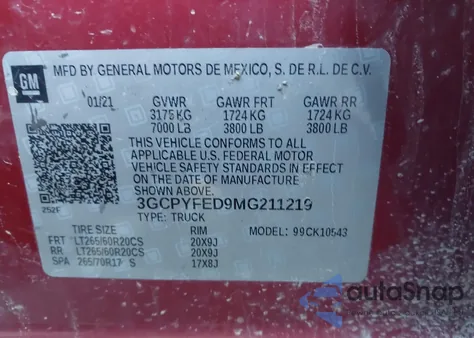 GM
MFD BY GENERAL MOTORS DE MEXICO, S. DE R.L. DE C.V.
01/21 GVWR GAWR FRT GAWR RR
3175 KG 1724 KG 1724 KG
7000 LB 3800 LB 3800 LB
THIS VEHICLE CONFORMS TO ALL
APPLICABLE U.S. FEDERAL MOTOR
VEHICLE SAFETY STANDARDS IN EFFECT
ON THE DATE OF MANUFACTURE
SHOWN ABOVE.
252F 3GCPYFED9MG211219
TYPE: TRUCK
TIRE SIZE RIM MODEL: 99CK10543
FRT LT265/60R20CS 20X9J
RR LT265/60R20CS 20X9J
SPA 265/70R17 S 17X8J
autoSnap